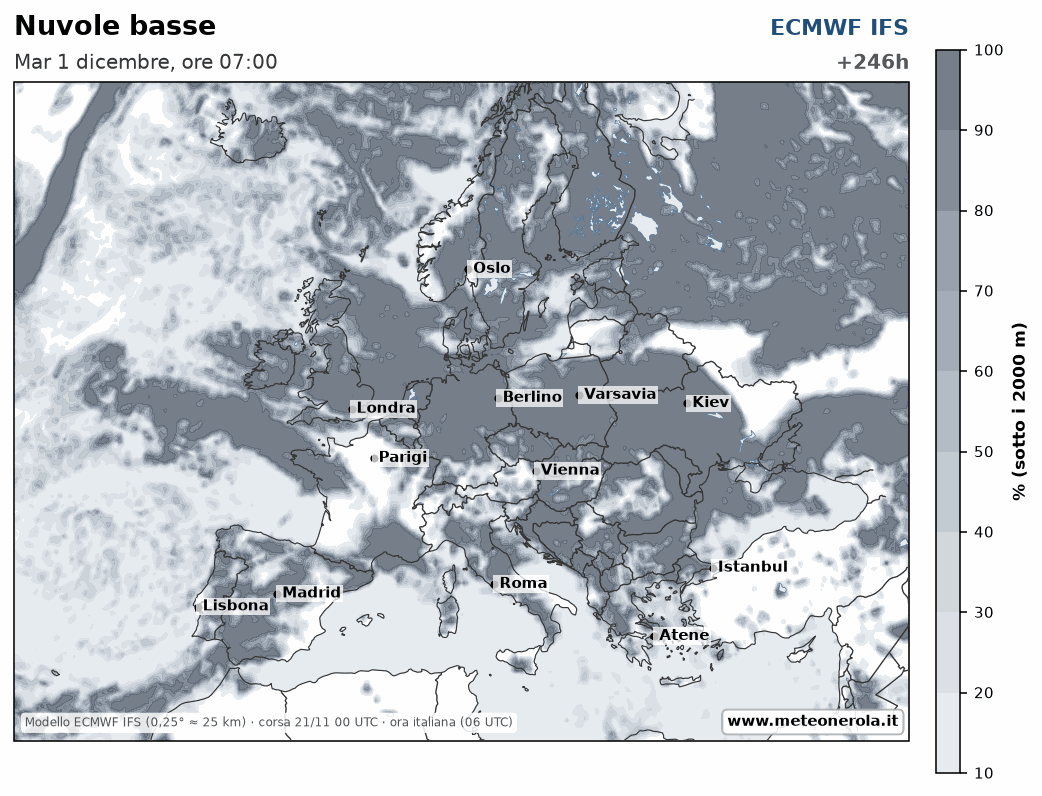 Nuvole basse
ECMWF IFS
Mar 1 dicembre, ore 07:00
+246h
100
90
80
70
60
50
40
30
20
10
% (sotto i 2000 m)
Oslo
Berlino
Varsavia
Kiev
Londra
Parigi
Vienna
Istanbul
Roma
Madrid
Lisbona
Atene
Modello ECMWF IFS (0,25° ≈ 25 km) · corsa 21/11 00 UTC · ora italiana (06 UTC)
www.meteonerola.it